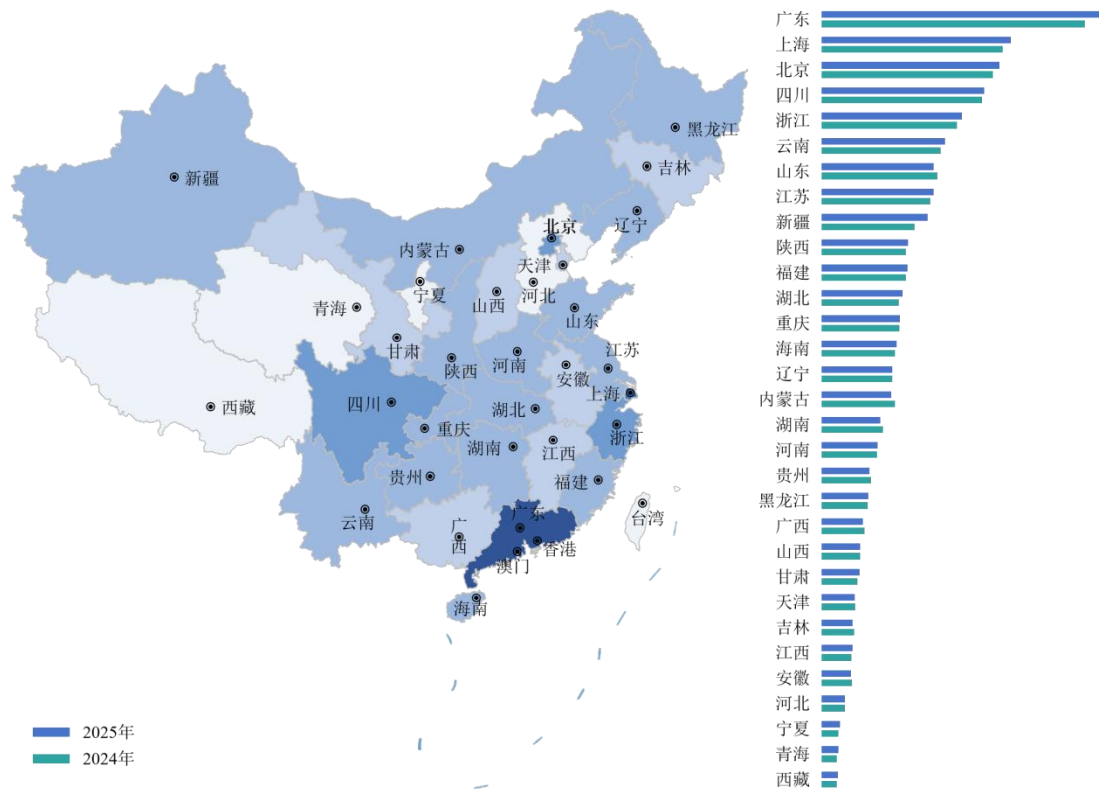 黑龙江
吉林
新疆
辽宁
北京
内蒙古
天津
宁夏
河北
山西
青海
山东
甘肃
江苏
河南
陕西
安徽
上海
四川
西藏
湖北
重庆
浙江
湖南
江西
贵州
福建
云南
广东
台湾
广西
香港
澳门
海南
2025年
2024年
广东
上海
北京
四川
浙江
云南
山东
江苏
新疆
陕西
福建
湖北
重庆
海南
辽宁
内蒙古
湖南
河南
贵州
黑龙江
广西
山西
甘肃
天津
吉林
江西
安徽
河北
宁夏
青海
西藏